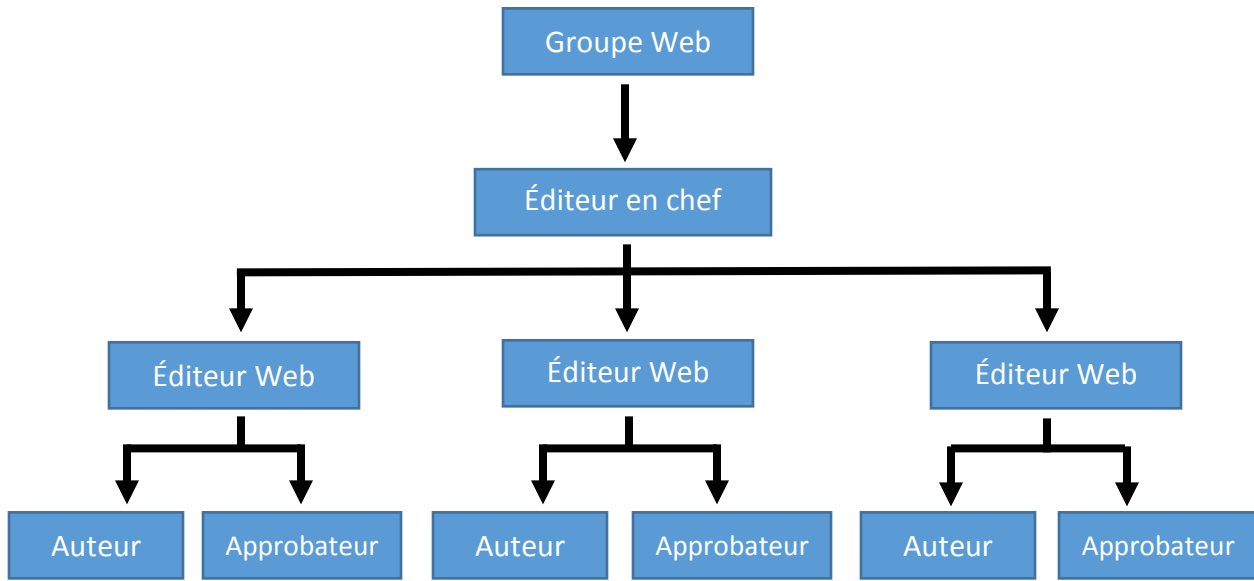 Groupe Web
Éditeur en chef
Éditeur Web
Éditeur Web
Éditeur Web
Auteur
Approbateur
Auteur
Approbateur
Auteur
Approbateur